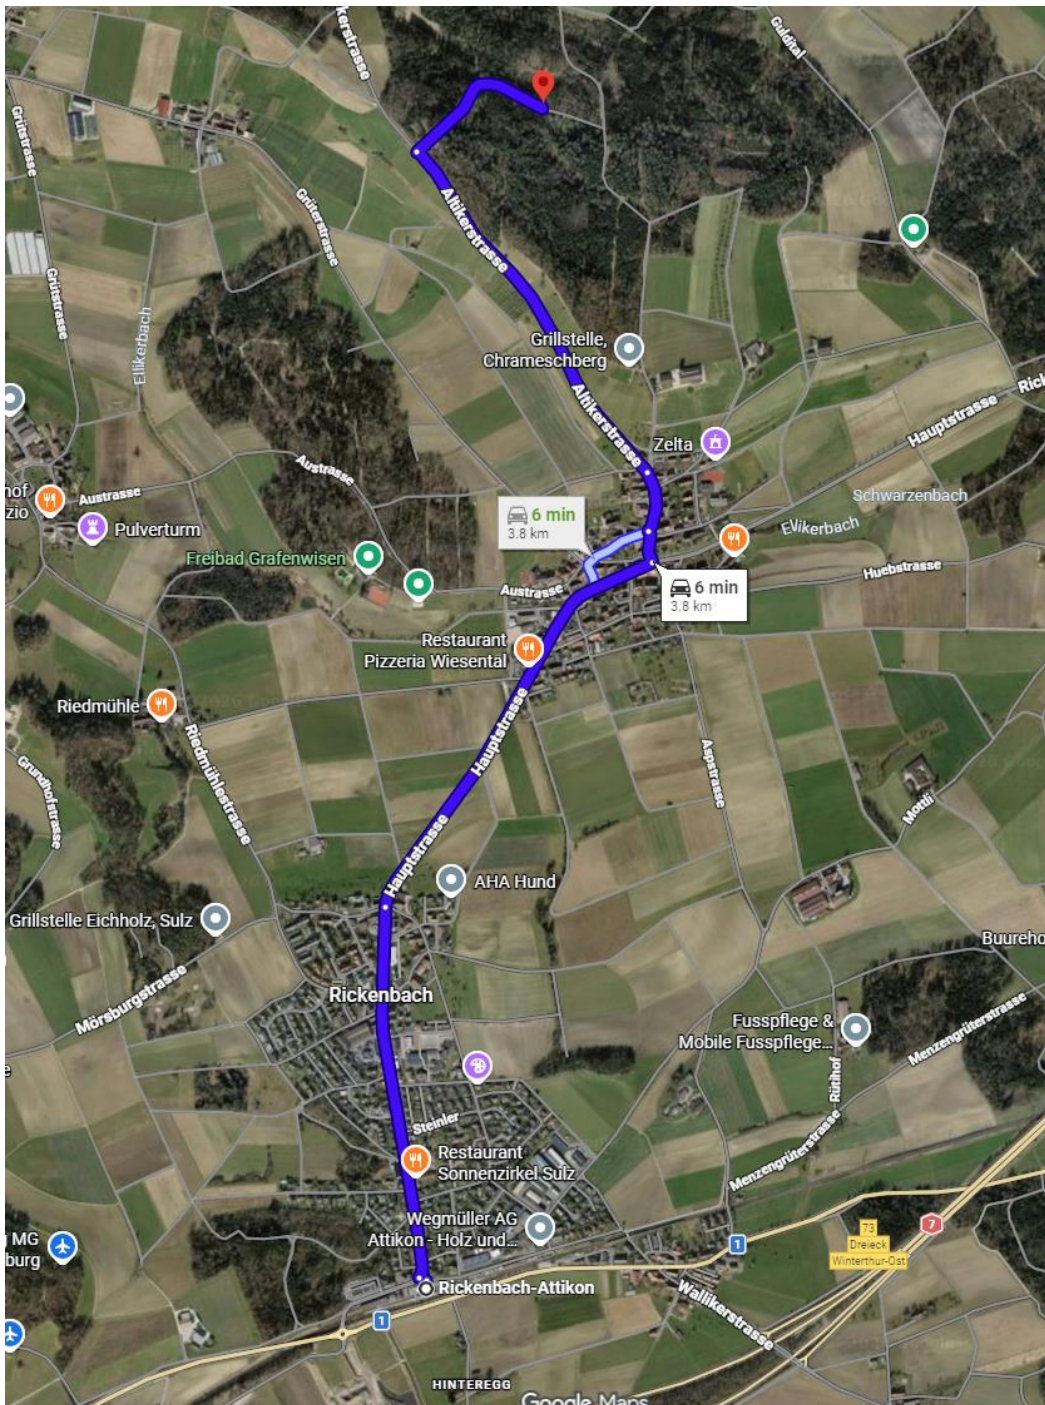 kerstrasse
Guldital
Grütstrasse
Altikerstrasse
Grüterstrasse
Grütstrasse
Ellikerbach
Grillstelle,
Chrameschberg
Altikerstrasse
Hauptstrasse
Rick
Zelta
Austrasse
hof
zio
Austrasse
Pulverturm
Schwarzenbach
Ellikerbach
6 min
3.8 km
Freibad Grafenwisen
Austrasse
Huebstrasse
6 min
3.8 km
Restaurant
Pizzeria Wiesental
Riedmühle
Riedmühlestrasse
Hauptstrasse
Aspstrasse
Grundhofstrasse
Mottli
Hauptstrasse
AHA Hund
Grillstelle Eichholz, Sulz
Buureho
Mörsburgstrasse
Rickenbach
Fusspflege &
Mobile Fusspflege...
Menzengrüterstrasse
Rütihof
e
Steinler
Menzengrüterstrasse
Restaurant
Sonnenzirkel Sulz
Wegmüller AG
Attikon - Holz und...
MG
burg
1
7
73
Dreieck
Winterthur-Ost
Rickenbach-Attikon
Wallikerstrasse
1
HINTEREGG
Google Maps